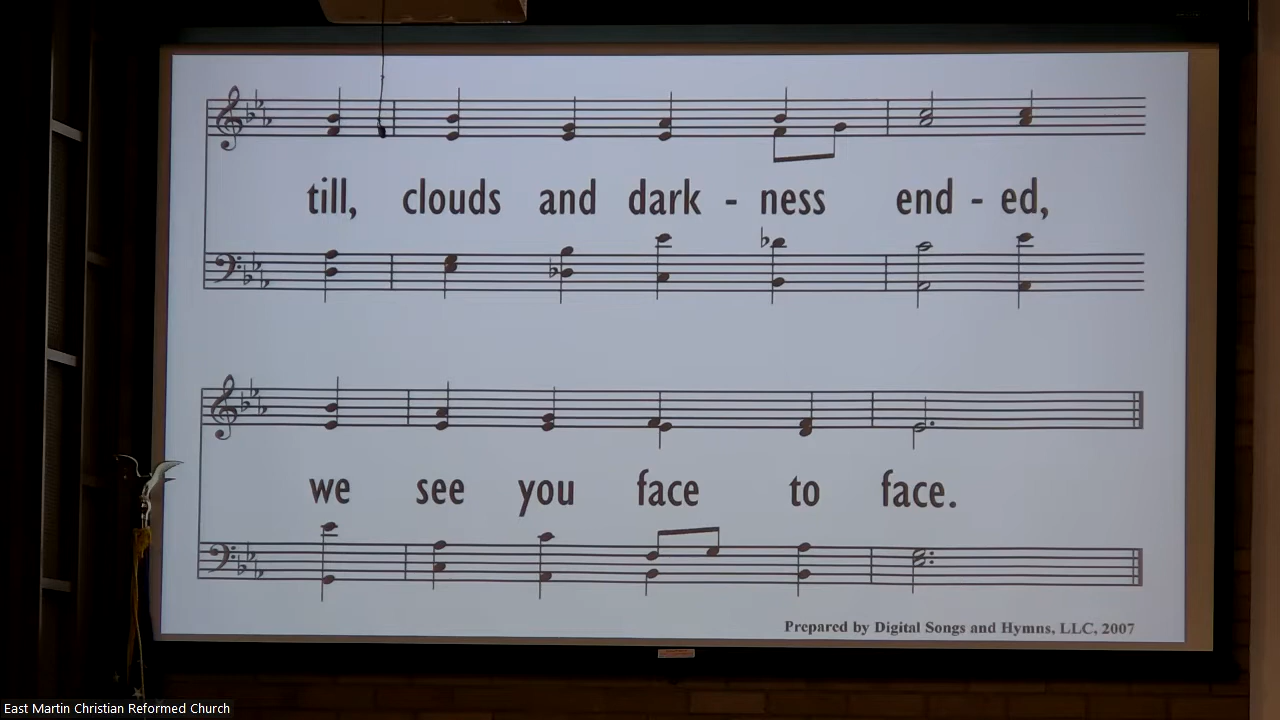 till, clouds and dark - ness end - ed,
we see you face to face.
Prepared by Digital Songs and Hymns, LLC, 2007
East Martin Christian Reformed Church